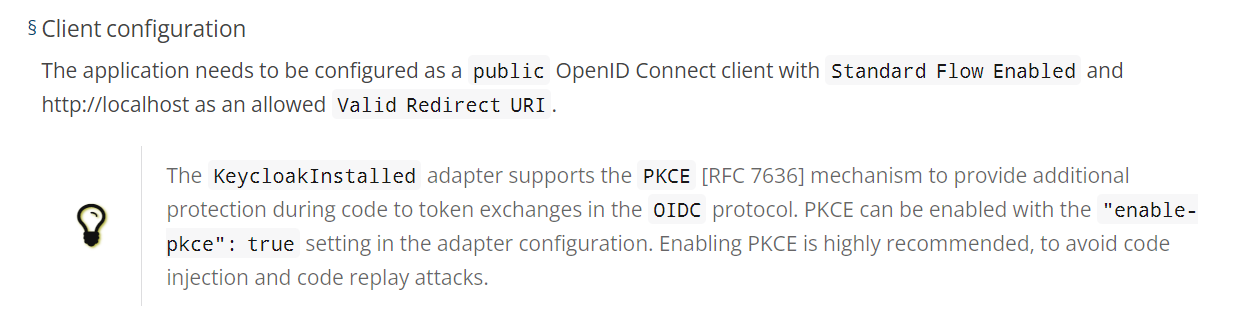 § Client configuration
The application needs to be configured as a public OpenID Connect client with Standard Flow Enabled and
http://localhost as an allowed Valid Redirect URI.
The KeycloakInstalled adapter supports the PKCE [RFC 7636] mechanism to provide additional
protection during code to token exchanges in the OIDC protocol. PKCE can be enabled with the "enable-
pkce": true setting in the adapter configuration. Enabling PKCE is highly recommended, to avoid code
injection and code replay attacks.